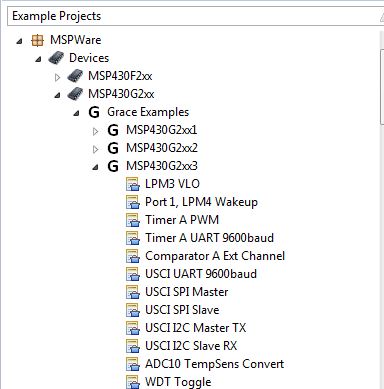 Example Projects
MSPWare
Devices
MSP430F2xx
MSP430G2xx
G Grace Examples
G MSP430G2xx1
G MSP430G2xx2
G MSP430G2xx3
LPM3 VLO
Port 1, LPM4 Wakeup
Timer A PWM
Timer A UART 9600baud
Comparator A Ext Channel
USCI UART 9600baud
USCI SPI Master
USCI SPI Slave
USCI I2C Master TX
USCI I2C Slave RX
ADC10 TempSens Convert
WDT Toggle